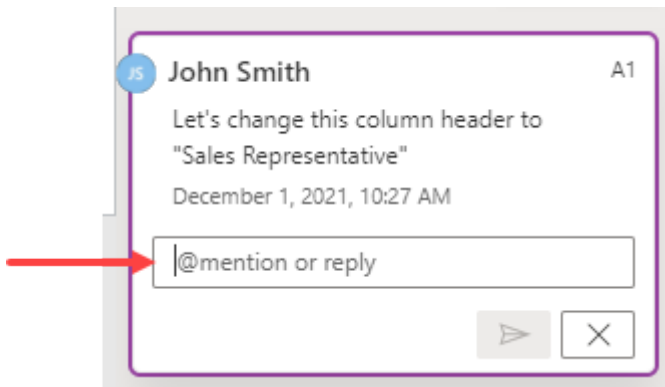 JS
John Smith
A1
Let's change this column header to
"Sales Representative"
December 1, 2021, 10:27 AM
@mention or reply